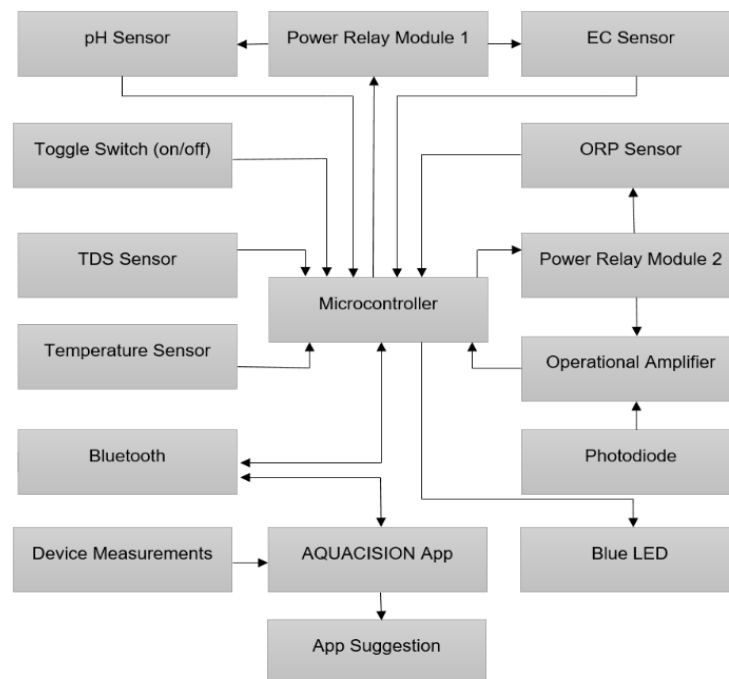 pH Sensor
Power Relay Module 1
EC Sensor
Toggle Switch (on/off)
ORP Sensor
TDS Sensor
Power Relay Module 2
Microcontroller
Temperature Sensor
Operational Amplifier
Bluetooth
Photodiode
Device Measurements
AQUACISION App
Blue LED
App Suggestion